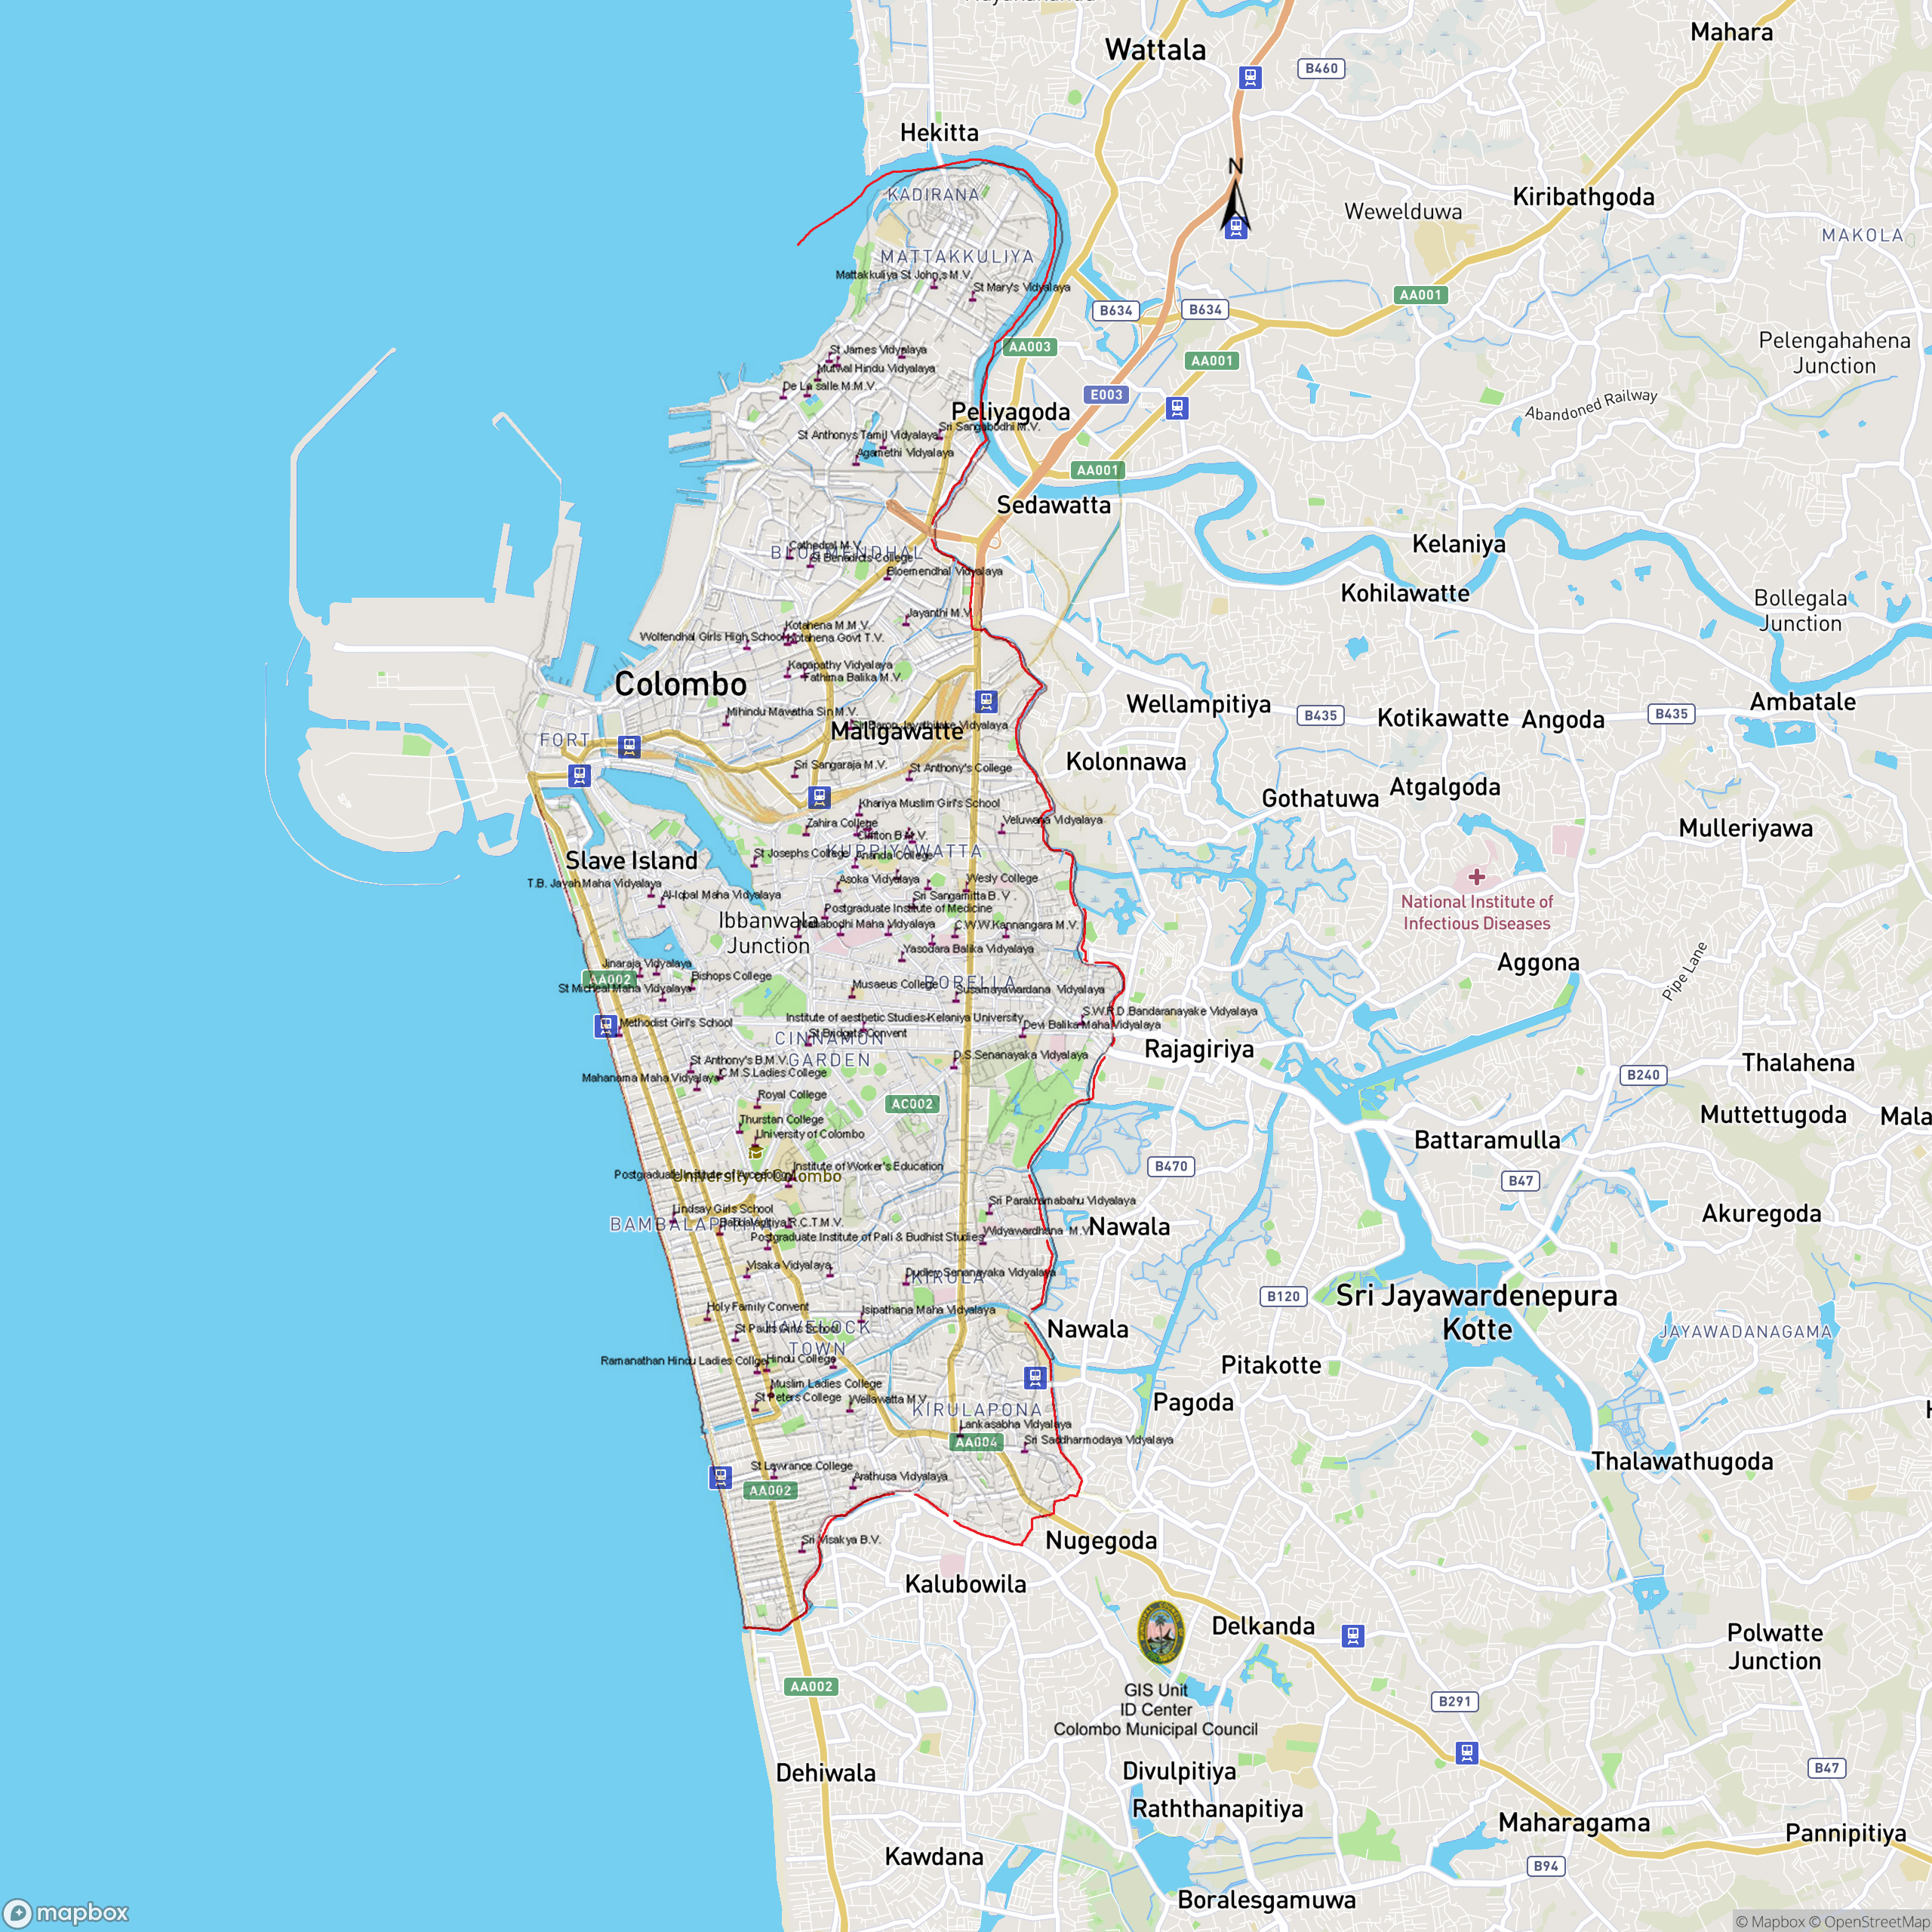 Mahara
Wattala
B460
Hekitta
N
KADIRANA
Kiribathgoda
Wewelduwa
MAKOLA
MATTAKKULIYA
Mattakkuliya St John,s M.V.
St Mary's Vidyalaya
AA001
B634
B634
Pelengahahena
Junction
AA003
AA001
St James Vidyalaya
Mutwal Hindu Vidyalaya
De La salle M.M.V.
E003
Abandoned Railway
Peliyagoda
Sri Sangabodhi M.V.
St Anthonys Tamil Vidyalaya
Agamethi Vidyalaya
AA001
Sedawatta
Cathedral M.V.
BLOEMENDHAL
St Benadicts College
Kelaniya
Bloemendhal Vidyalaya
Kohilawatte
Bollegala
Junction
Jayanthi M.V.
Kotahena M.M.V.
Wolfendhal Girls High School
Kotahena Govt T.V.
Kanapathy Vidyalaya
Fathima Balika M.V.
Colombo
Wellampitiya
B435
Kotikawatte
Angoda
B435
Ambatale
Mihindu Mavatha Sin M.V.
Sri Baron Jayathilake Vidyalaya
Maligawatte
FORT
Kolonnawa
Sri Sangaraja M.V.
St Anthony's College
Gothatuwa
Atgalgoda
Khariya Muslim Girl's School
Zahira College
Veluwana Vidyalaya
Mulleriyawa
Clifton B.M.V.
KUPPIYAWATTA
St Josephs College
Ananda College
Slave Island
T.B. Jayah Maha Vidyalaya
Asoka Vidyalaya
Wesly College
Al-Iqbal Maha Vidyalaya
Sri Sangamitta B.V.
National Institute of
Infectious Diseases
Postgraduate Institute of Medicine
Ibbanwala
Junction
Mahabodhi Maha Vidyalaya
C.W.W.Kannangara M.V.
Yasodara Balika Vidyalaya
Aggona
Pipe Lane
Jinaraja Vidyalaya
AA002
Bishops College
St Micheal Maha Vidyalaya
Musaeus College
BORELLA
Susamayawardana Vidyalaya
Methodist Girl's School
Institute of aesthetic Studies-Kelaniya University
S.W.R.D.Bandaranayake Vidyalaya
Devi Balika Maha Vidyalaya
St Bridgets Convent
CINNAMON
GARDEN
Rajagiriya
D.S.Senanayaka Vidyalaya
St Anthony's B.M.V.
C.M.S.Ladies College
Mahanama Maha Vidyalaya
B240
Thalahena
Royal College
AC002
Thurstan College
Muttettugoda
Mala
University of Colombo
Battaramulla
Institute of Worker's Education
University of Colombo
B470
B47
Sri Parakramabahu Vidyalaya
Lindsay Girls School
BAMBALAPITIYA
Akuregoda
Nawala
Widyawardhana M.V.
Postgraduate Institute of Pali & Budhist Studies
Visaka Vidyalaya
Dudley Senanayaka Vidyalaya
KIRULA
B120
Sri Jayawardenepura
Kotte
Holy Family Convent
Isipathana Maha Vidyalaya
HAVELOCK
TOWN
St Pauls Girls School
Nawala
JAYAWADANAGAMA
Ramanathan Hindu Ladies College
Hindu College
Pitakotte
Muslim Ladies College
St Peters College
Wellawatta M.V.
KIRULAPONA
Pagoda
Lankasabha Vidyalaya
AA004
Sri Saddharmodaya Vidyalaya
St Lawrance College
Arathusa Vidyalaya
AA002
Thalawathugoda
Sri Visakya B.V.
Nugegoda
Kalubowila
Delkanda
Polwatte
Junction
AA002
GIS Unit
ID Center
Colombo Municipal Council
B291
Dehiwala
Divulpitiya
B47
Raththanapitiya
Maharagama
Pannipitiya
Kawdana
B94
Boralesgamuwa
mapbox
© Mapbox © OpenStreetMap